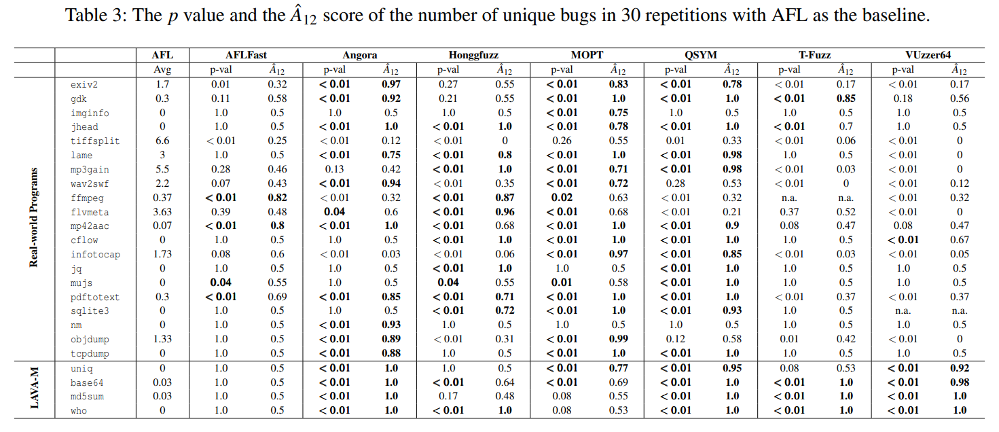 Table 3: The p value and the Â12 score of the number of unique bugs in 30 repetitions with AFL as the baseline.
AFL AFLFast Angora Honggfuzz MOPT QSYM T-Fuzz VUzzer64
Avg p-val Â12 p-val Â12 p-val Â12 p-val Â12 p-val Â12 p-val Â12 p-val Â12
Real-world Programs
exiv2 1.7 0.01 0.32 < 0.01 0.97 0.27 0.55 < 0.01 0.83 < 0.01 0.78 < 0.01 0.17 < 0.01 0.17
gdk 0.3 0.11 0.58 < 0.01 0.92 0.21 0.55 < 0.01 1.0 < 0.01 1.0 < 0.01 0.85 0.18 0.56
imginfo 0 1.0 0.5 1.0 0.5 1.0 0.5 < 0.01 0.75 1.0 0.5 1.0 0.5 1.0 0.5
jhead 0 1.0 0.5 < 0.01 1.0 < 0.01 1.0 < 0.01 0.78 < 0.01 1.0 < 0.01 0.7 1.0 0.5
tiffsplit 6.6 < 0.01 0.25 < 0.01 0.12 < 0.01 0 0.26 0.55 0.01 0.33 < 0.01 0.06 < 0.01 0
lame 3 1.0 0.5 < 0.01 0.75 < 0.01 0.8 < 0.01 1.0 < 0.01 0.98 1.0 0.5 < 0.01 0
mp3gain 5.5 0.28 0.46 0.13 0.42 < 0.01 1.0 < 0.01 0.71 < 0.01 0.98 < 0.01 0.03 < 0.01 0
wav2swf 2.2 0.07 0.43 < 0.01 0.94 < 0.01 0.35 < 0.01 0.72 0.28 0.53 < 0.01 0 < 0.01 0.12
ffmpeg 0.37 < 0.01 0.82 < 0.01 0.32 < 0.01 0.87 0.02 0.63 < 0.01 0.32 n.a. n.a. < 0.01 0.32
flvmeta 3.63 0.39 0.48 0.04 0.6 < 0.01 0.96 < 0.01 0.68 < 0.01 0.21 0.37 0.52 < 0.01 0
mp42aac 0.07 < 0.01 0.8 < 0.01 1.0 < 0.01 0.68 < 0.01 1.0 < 0.01 0.9 0.08 0.47 0.08 0.47
cflow 0 1.0 0.5 1.0 0.5 < 0.01 1.0 < 0.01 1.0 < 0.01 1.0 1.0 0.5 < 0.01 0.67
infotocap 1.73 0.08 0.6 < 0.01 0.03 < 0.01 0.06 < 0.01 0.97 < 0.01 0.85 < 0.01 0.03 < 0.01 0.05
jq 0 1.0 0.5 1.0 0.5 < 0.01 1.0 1.0 0.5 < 0.01 1.0 1.0 0.5 1.0 0.5
mujs 0 0.04 0.55 1.0 0.5 0.04 0.55 0.01 0.58 < 0.01 1.0 1.0 0.5 1.0 0.5
pdftotext 0.3 < 0.01 0.69 < 0.01 0.85 < 0.01 0.71 < 0.01 1.0 < 0.01 1.0 < 0.01 0.37 < 0.01 0.37
sqlite3 0 1.0 0.5 1.0 0.5 < 0.01 0.72 < 0.01 1.0 < 0.01 0.93 1.0 0.5 n.a. n.a.
nm 0 1.0 0.5 < 0.01 0.93 1.0 0.5 1.0 0.5 1.0 0.5 1.0 0.5 1.0 0.5
objdump 1.33 1.0 0.5 < 0.01 0.89 < 0.01 0.31 < 0.01 0.99 0.12 0.58 0.01 0.42 < 0.01 0
tcpdump 0 1.0 0.5 < 0.01 0.88 1.0 0.5 < 0.01 1.0 < 0.01 1.0 1.0 0.5 1.0 0.5
LAVA-M
uniq 0 1.0 0.5 < 0.01 1.0 1.0 0.5 < 0.01 0.77 < 0.01 0.95 0.08 0.53 < 0.01 0.92
base64 0.03 1.0 0.5 < 0.01 1.0 < 0.01 0.64 < 0.01 0.69 < 0.01 1.0 < 0.01 1.0 < 0.01 0.98
md5sum 0.03 1.0 0.5 < 0.01 1.0 0.17 0.48 0.08 0.55 < 0.01 1.0 < 0.01 1.0 < 0.01 1.0
who 0 1.0 0.5 < 0.01 1.0 < 0.01 1.0 0.08 0.53 < 0.01 1.0 < 0.01 1.0 < 0.01 1.0